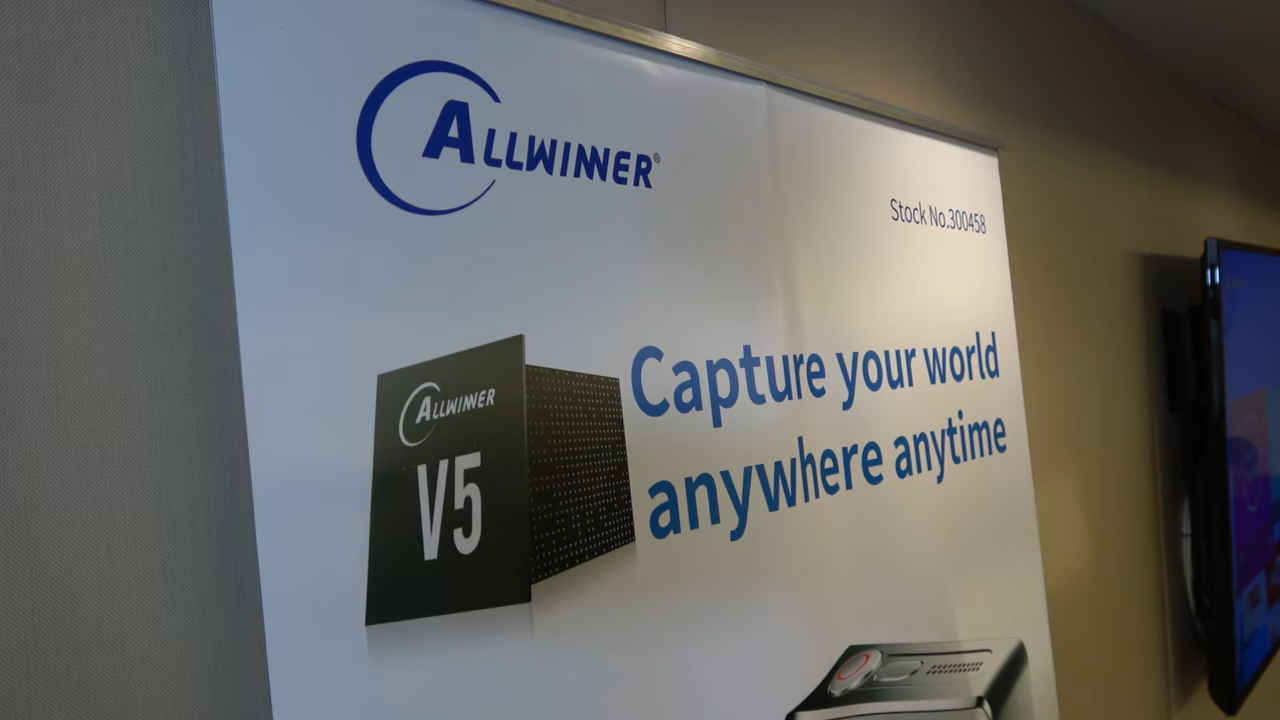 ALLWINNER®
Stock No.300458
Capture your world
anywhere anytime
ALLWINNER
V5